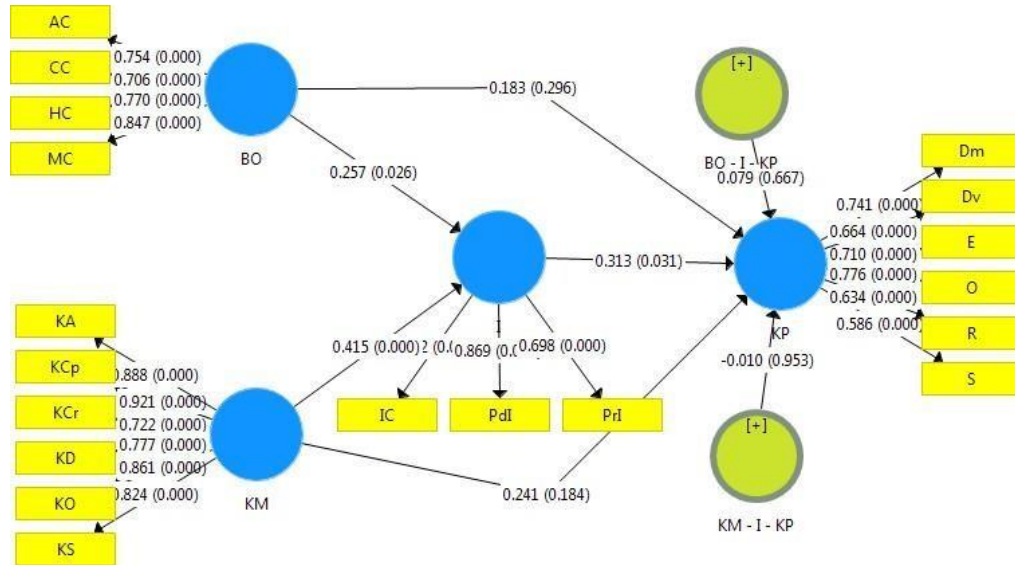 AC
CC
HC
MC
0.754 (0.000)
0.706 (0.000)
0.770 (0.000)
0.847 (0.000)
BO
0.183 (0.296)
0.257 (0.026)
[+]
BO - I - KP
0.079 (0.667)
Dm
Dv
E
O
R
S
0.741 (0.000)
0.664 (0.000)
0.710 (0.000)
0.776 (0.000)
0.634 (0.000)
0.586 (0.000)
KP
0.313 (0.031)
I
KA
KCp
KCr
KD
KO
KS
0.888 (0.000)
0.921 (0.000)
0.722 (0.000)
0.777 (0.000)
0.861 (0.000)
0.824 (0.000)
KM
0.415 (0.000)
0.869
0.698 (0.000)
IC
PdI
PrI
0.241 (0.184)
-0.010 (0.953)
[+]
KM - I - KP